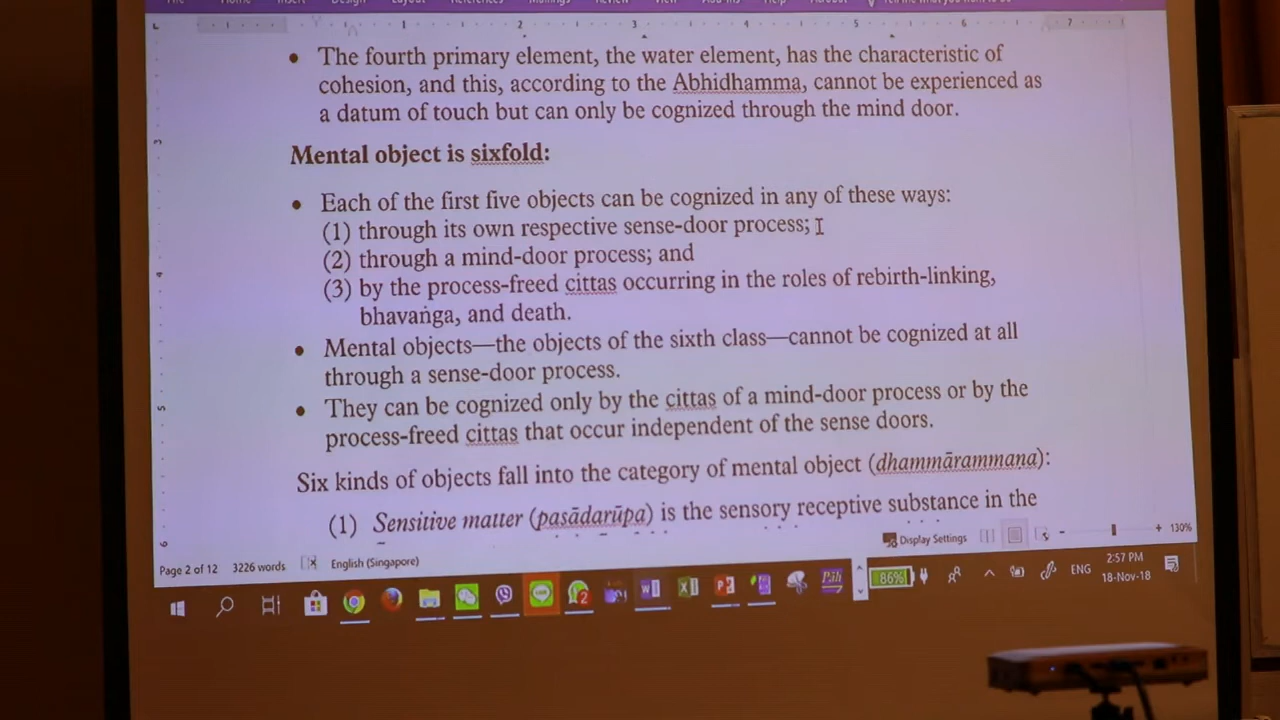 • The fourth primary element, the water element, has the characteristic of
cohesion, and this, according to the Abhidhamma, cannot be experienced as
a datum of touch but can only be cognized through the mind door.
Mental object is sixfold:
• Each of the first five objects can be cognized in any of these ways:
(1) through its own respective sense-door process;
(2) through a mind-door process; and
(3) by the process-freed cittas occurring in the roles of rebirth-linking,
bhavaṅga, and death.
• Mental objects—the objects of the sixth class—cannot be cognized at all
through a sense-door process.
• They can be cognized only by the cittas of a mind-door process or by the
process-freed cittas that occur independent of the sense doors.
Six kinds of objects fall into the category of mental object (dhammārammaṇa):
(1) Sensitive matter (pasādarūpa) is the sensory receptive substance in the
Display Settings
130%
Page 2 of 12 3226 words English (Singapore)
86%
ENG
2:57 PM
18-Nov-18
2
Pāli